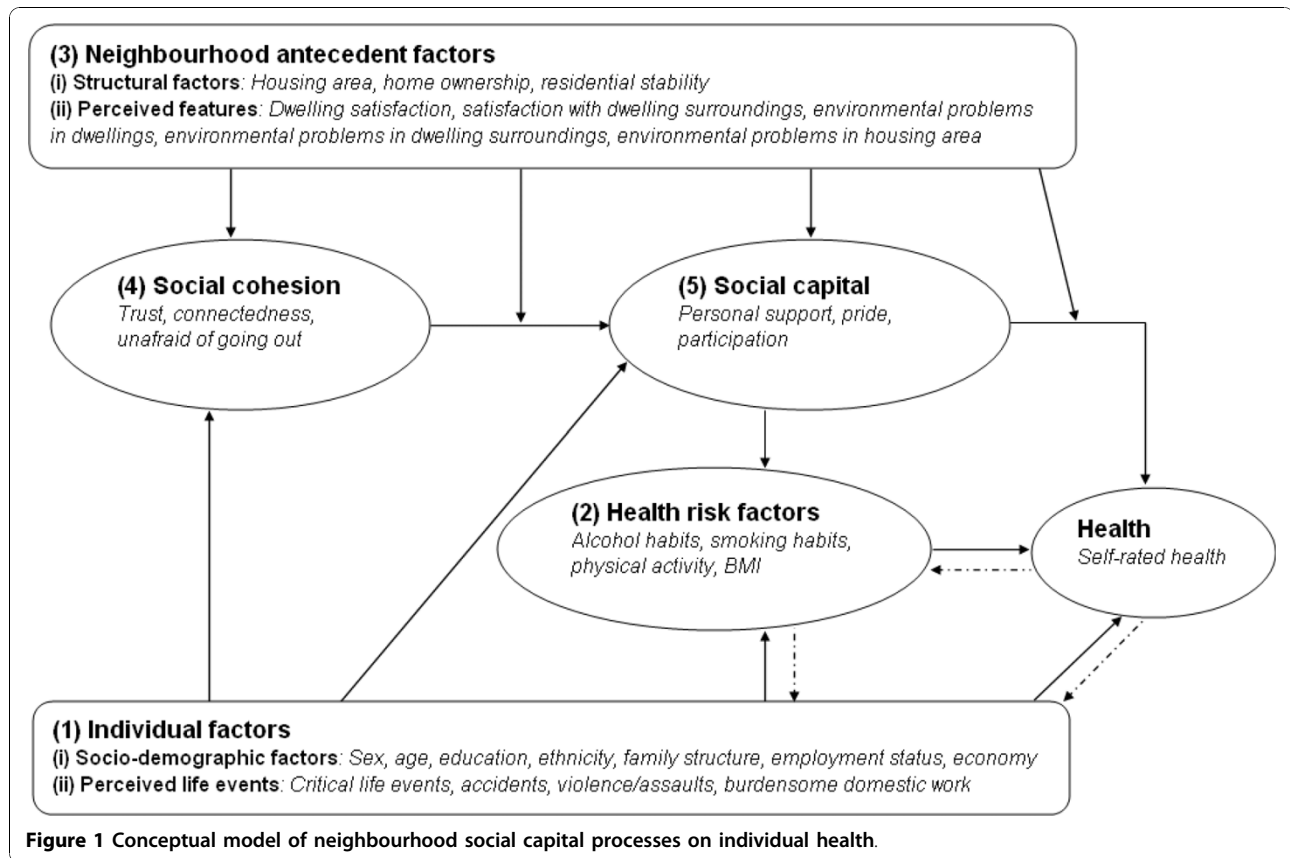 (3) Neighbourhood antecedent factors
(i) Structural factors: Housing area, home ownership, residential stability
(ii) Perceived features: Dwelling satisfaction, satisfaction with dwelling surroundings, environmental problems
in dwellings, environmental problems in dwelling surroundings, environmental problems in housing area
(4) Social cohesion
Trust, connectedness,
unafraid of going out
(5) Social capital
Personal support, pride,
participation
(2) Health risk factors
Alcohol habits, smoking habits,
physical activity, BMI
Health
Self-rated health
(1) Individual factors
(i) Socio-demographic factors: Sex, age, education, ethnicity, family structure, employment status, economy
(ii) Perceived life events: Critical life events, accidents, violence/assaults, burdensome domestic work
Figure 1 Conceptual model of neighbourhood social capital processes on individual health.